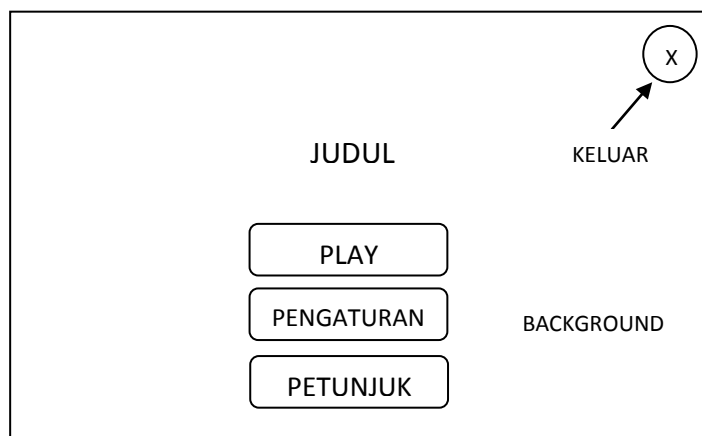 X
JUDUL
KELUAR
PLAY
PENGATURAN
BACKGROUND
PETUNJUK